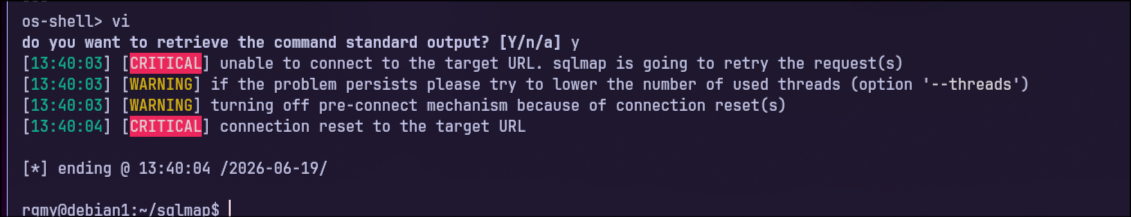 os-shell> vi
do you want to retrieve the command standard output? [Y/n/a] y
[13:40:03] [CRITICAL] unable to connect to the target URL. sqlmap is going to retry the request(s)
[13:40:03] [WARNING] if the problem persists please try to lower the number of used threads (option '--threads')
[13:40:03] [WARNING] turning off pre-connect mechanism because of connection reset(s)
[13:40:04] [CRITICAL] connection reset to the target URL
[*] ending @ 13:40:04 /2026-06-19/
rgmy@debian1:~/sqlmap$